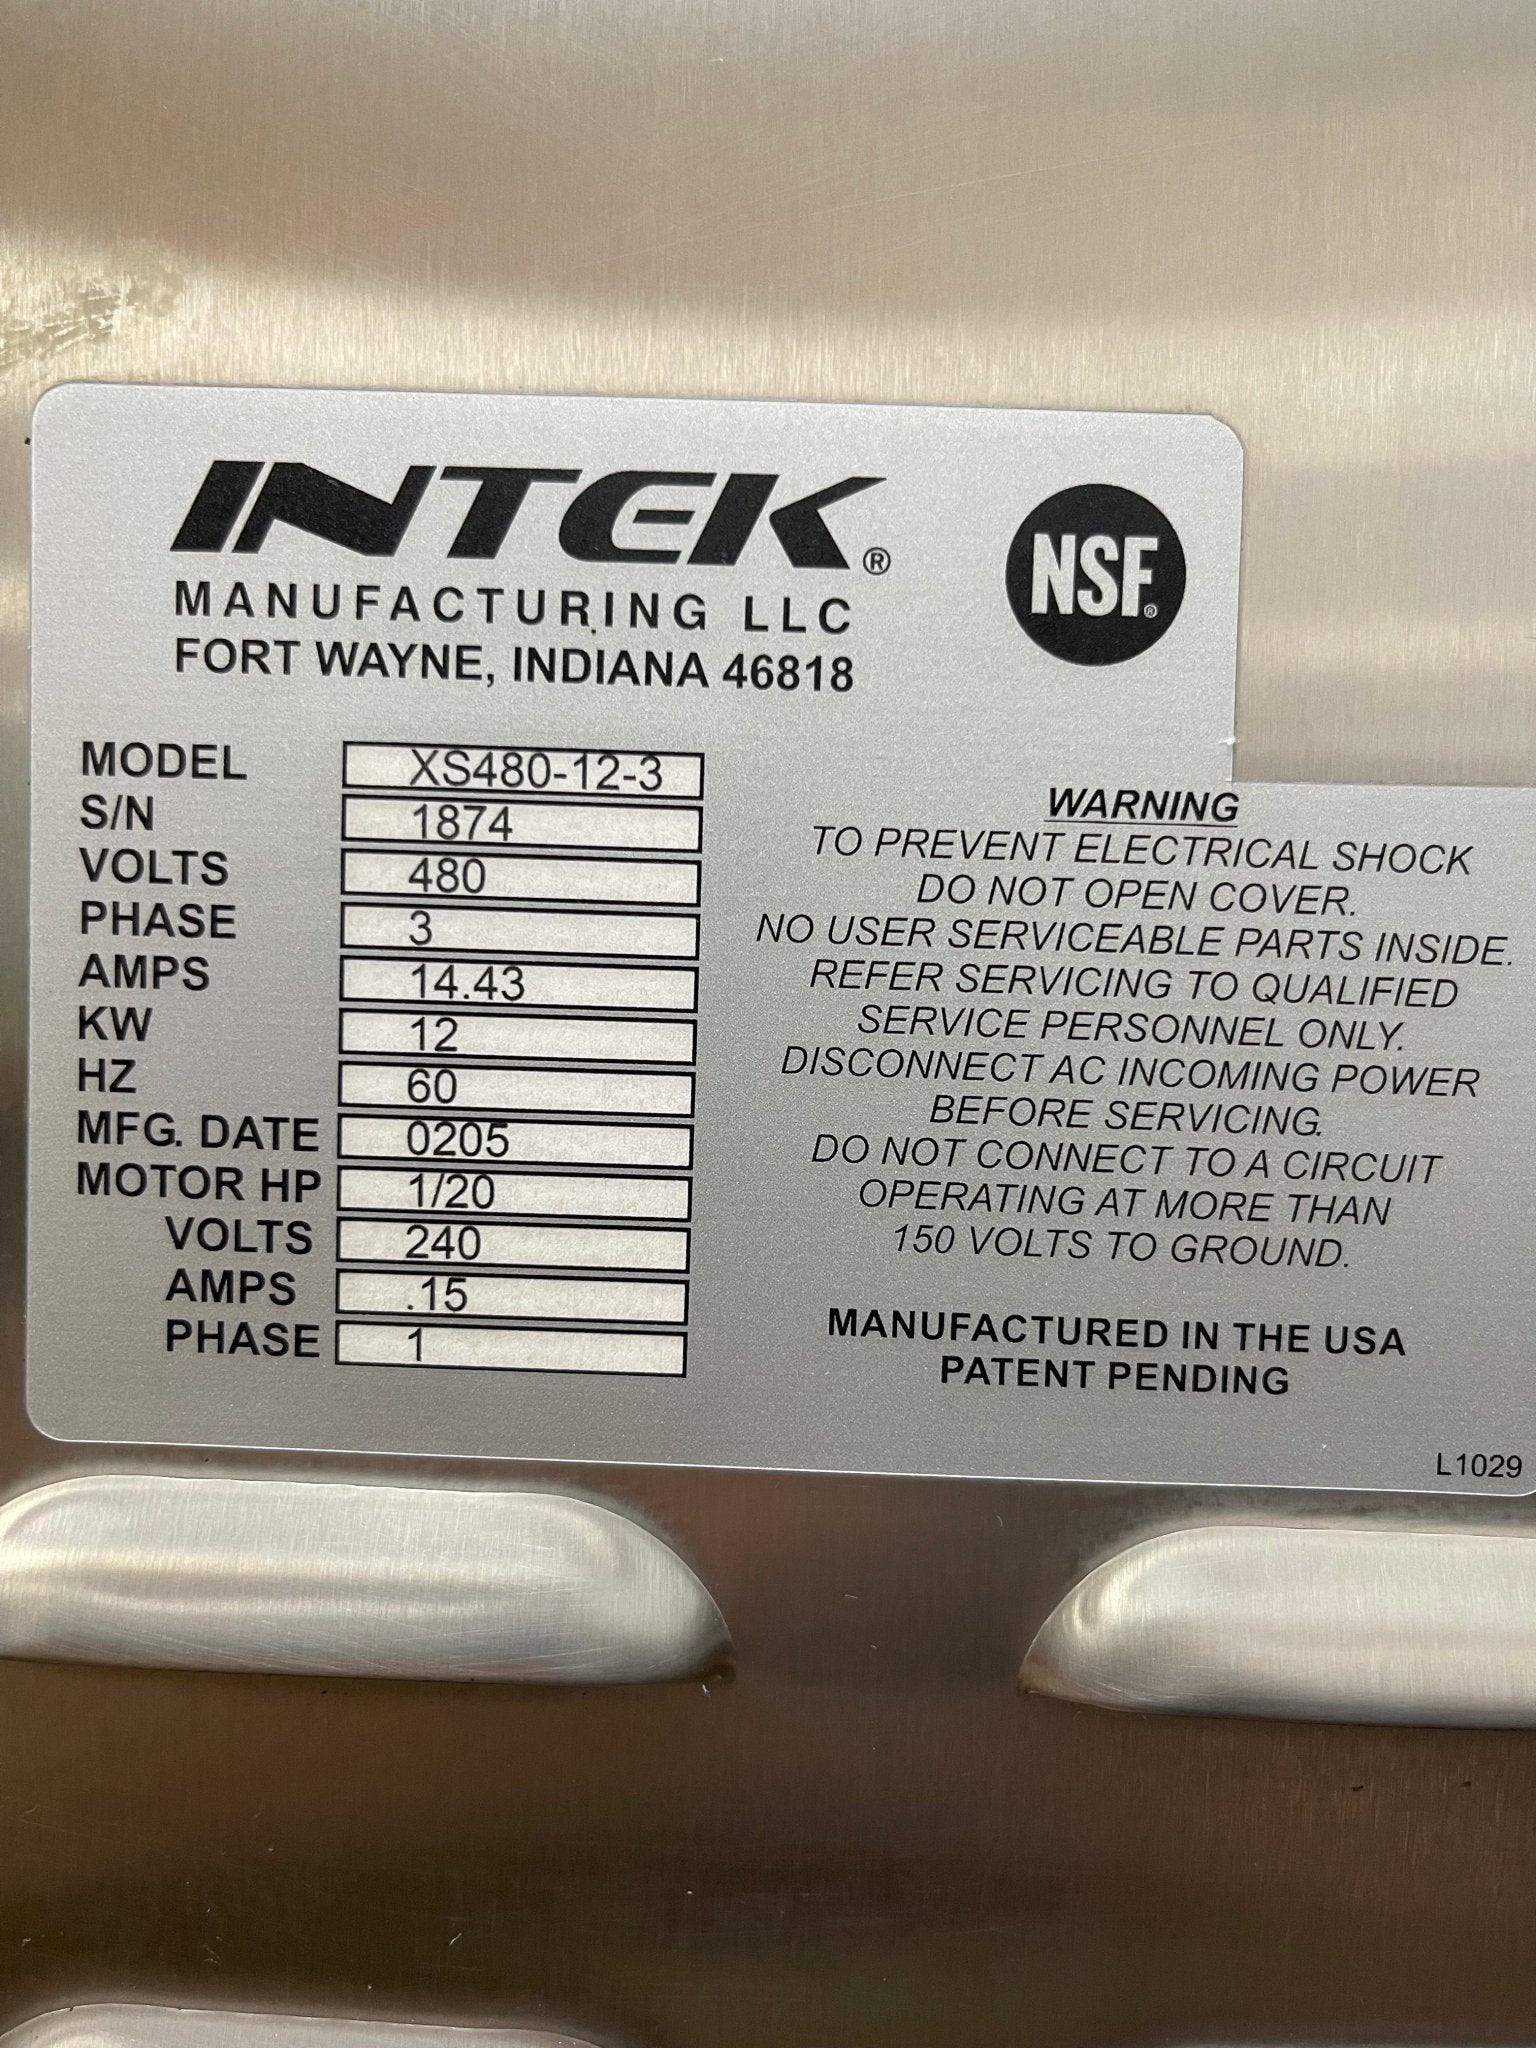 INTEK®
MANUFACTURING LLC
FORT WAYNE, INDIANA 46818
NSF®
MODEL XS480-12-3
S/N 1874
VOLTS 480
PHASE 3
AMPS 14.43
KW 12
HZ 60
MFG. DATE 0205
MOTOR HP 1/20
VOLTS 240
AMPS .15
PHASE 1
WARNING
TO PREVENT ELECTRICAL SHOCK
DO NOT OPEN COVER.
NO USER SERVICEABLE PARTS INSIDE.
REFER SERVICING TO QUALIFIED
SERVICE PERSONNEL ONLY.
DISCONNECT AC INCOMING POWER
BEFORE SERVICING.
DO NOT CONNECT TO A CIRCUIT
OPERATING AT MORE THAN
150 VOLTS TO GROUND.
MANUFACTURED IN THE USA
PATENT PENDING
L1029